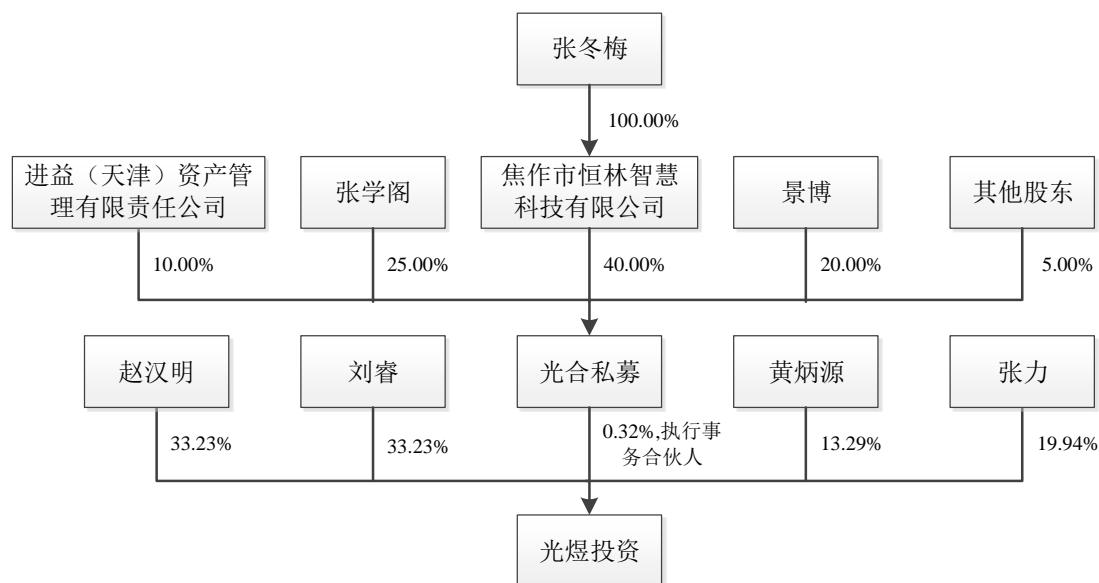 张冬梅
100.00%
进益（天津）资产管
理有限责任公司
张学阁
焦作市恒林智慧
科技有限公司
景博
其他股东
10.00%
25.00%
40.00%
20.00%
5.00%
赵汉明
刘睿
光合私募
黄炳源
张力
33.23%
33.23%
0.32%,执行事
务合伙人
13.29%
19.94%
光煜投资